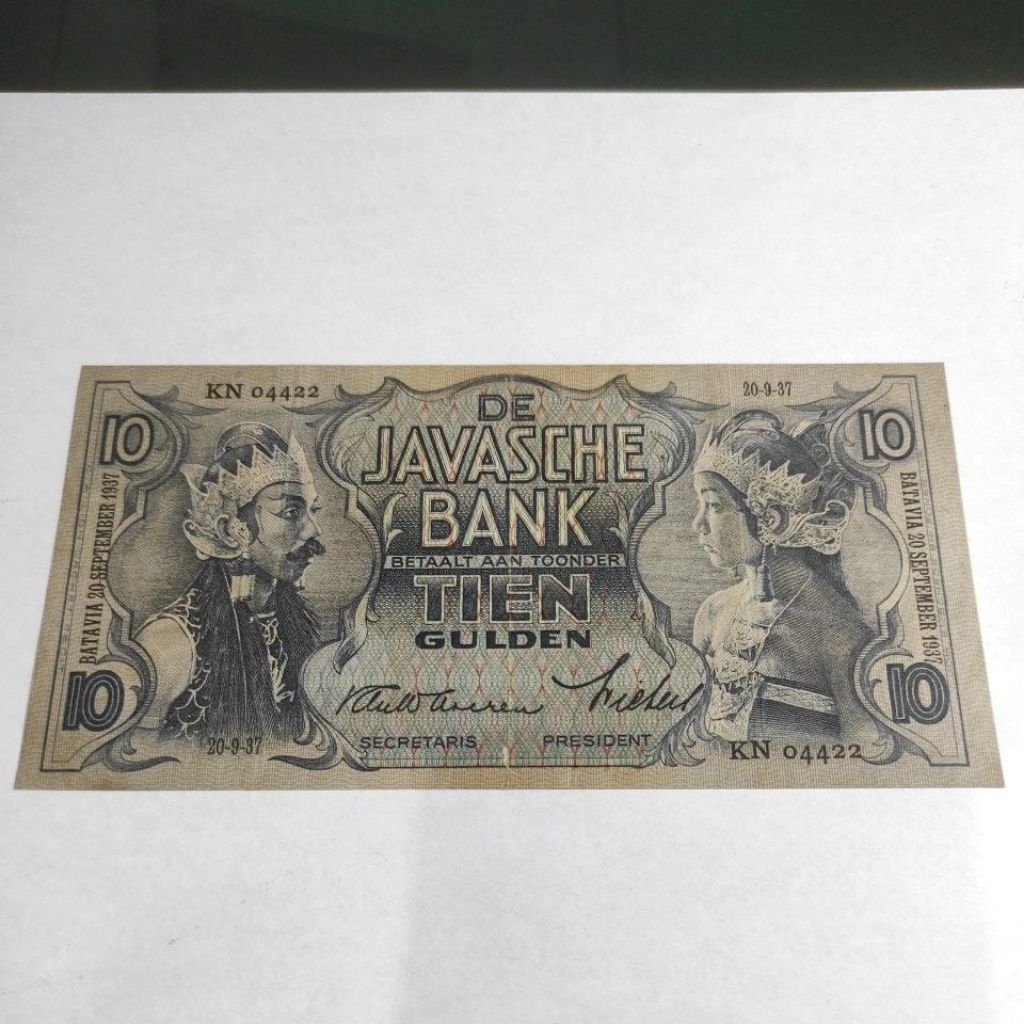 KN 04422
20-9-37
10
10
DE
JAVASCHE
BANK
BETAALT AAN TOONDER
TIEN
GULDEN
BATAVIA 20 SEPTEMBER 1937
BATAVIA 20 SEPTEMBER 1937
10
10
SECRETARIS
PRESIDENT
20-9-37
KN 04422